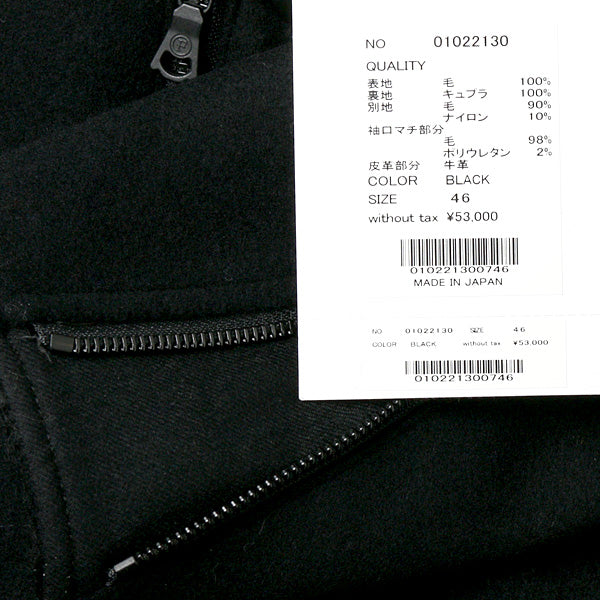 P
NO 01022130
QUALITY
表地 毛 100%
裏地 キュプラ 100%
別地 毛 90%
ナイロン 10%
袖口マチ部分
毛 98%
ポリウレタン 2%
皮革部分 牛革
COLOR BLACK
SIZE 46
without tax ¥53,000
010221300746
MADE IN JAPAN
NO 01022130 SIZE 46
COLOR BLACK without tax ¥53,000
010221300746